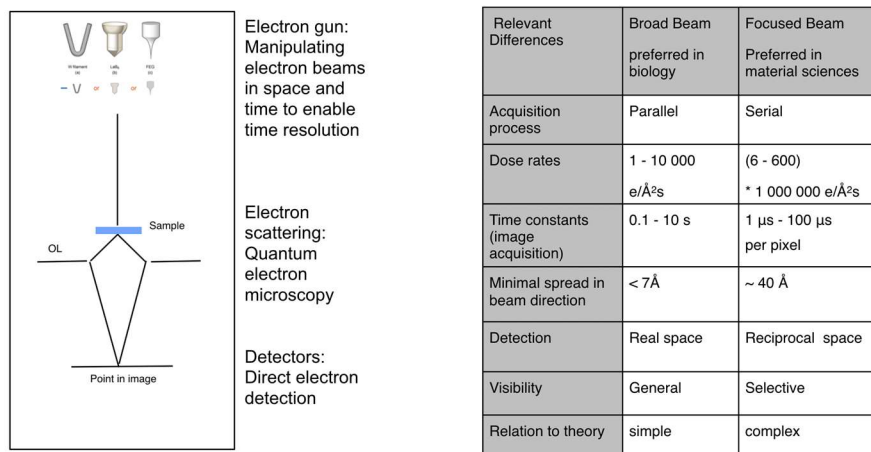 W filament
(a)
LaB₆
(b)
FEG
(c)
or
or
Sample
OL
Point in image
Electron gun:
Manipulating
electron beams
in space and
time to enable
time resolution
Electron
scattering:
Quantum
electron
microscopy
Detectors:
Direct electron
detection
Relevant
Differences
Broad Beam
preferred in
biology
Focused Beam
Preferred in
material sciences
Acquisition
process
Parallel
Serial
Dose rates
1 - 10 000
e/Å²s
(6 - 600)
* 1 000 000 e/Å²s
Time constants
(image
acquisition)
0.1 - 10 s
1 µs - 100 µs
per pixel
Minimal spread in
beam direction
< 7Å
~ 40 Å
Detection
Real space
Reciprocal space
Visibility
General
Selective
Relation to theory
simple
complex